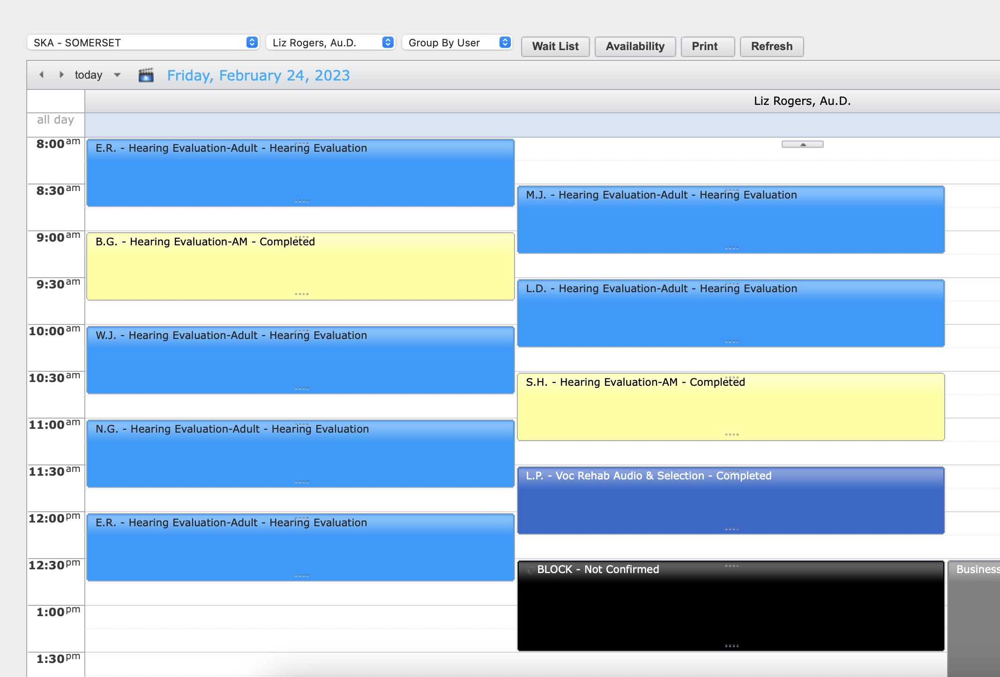 SKA - SOMERSET
Liz Rogers, Au.D.
Group By User
Wait List
Availability
Print
Refresh
today
Friday, February 24, 2023
Liz Rogers, Au.D.
all day
8:00am
E.R. - Hearing Evaluation-Adult - Hearing Evaluation
8:30am
M.J. - Hearing Evaluation-Adult - Hearing Evaluation
9:00am
B.G. - Hearing Evaluation-AM - Completed
9:30am
L.D. - Hearing Evaluation-Adult - Hearing Evaluation
10:00am
W.J. - Hearing Evaluation-Adult - Hearing Evaluation
10:30am
S.H. - Hearing Evaluation-AM - Completed
11:00am
N.G. - Hearing Evaluation-Adult - Hearing Evaluation
11:30am
L.P. - Voc Rehab Audio & Selection - Completed
12:00pm
E.R. - Hearing Evaluation-Adult - Hearing Evaluation
12:30pm
BLOCK - Not Confirmed
Business
1:00pm
1:30pm